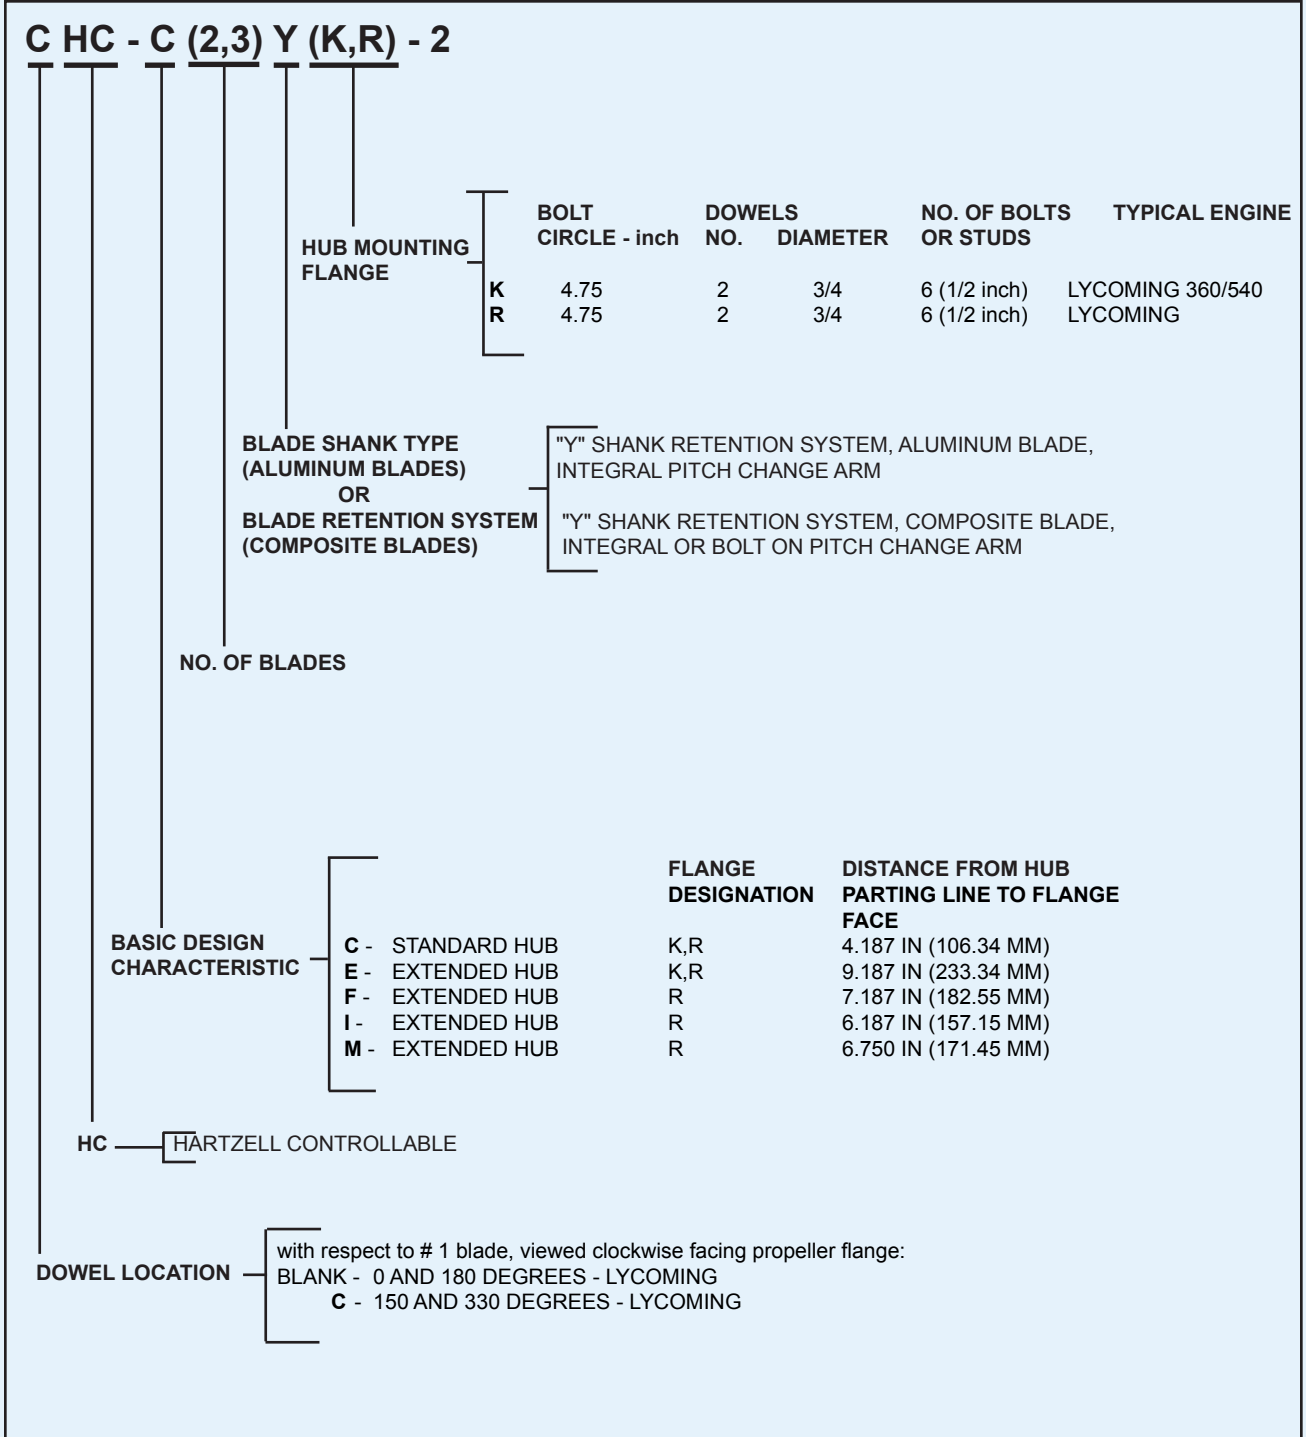 C HC - C (2,3) Y (K,R) - 2
BOLT DOWELS NO. OF BOLTS TYPICAL ENGINE
CIRCLE - inch NO. DIAMETER OR STUDS
HUB MOUNTING
FLANGE
K 4.75 2 3/4 6 (1/2 inch) LYCOMING 360/540
R 4.75 2 3/4 6 (1/2 inch) LYCOMING
BLADE SHANK TYPE
(ALUMINUM BLADES)
OR
BLADE RETENTION SYSTEM
(COMPOSITE BLADES)
"Y" SHANK RETENTION SYSTEM, ALUMINUM BLADE,
INTEGRAL PITCH CHANGE ARM
"Y" SHANK RETENTION SYSTEM, COMPOSITE BLADE,
INTEGRAL OR BOLT ON PITCH CHANGE ARM
NO. OF BLADES
FLANGE DISTANCE FROM HUB
DESIGNATION PARTING LINE TO FLANGE
FACE
BASIC DESIGN
CHARACTERISTIC
C - STANDARD HUB K,R 4.187 IN (106.34 MM)
E - EXTENDED HUB K,R 9.187 IN (233.34 MM)
F - EXTENDED HUB R 7.187 IN (182.55 MM)
I - EXTENDED HUB R 6.187 IN (157.15 MM)
M - EXTENDED HUB R 6.750 IN (171.45 MM)
HC HARTZELL CONTROLLABLE
DOWEL LOCATION
with respect to # 1 blade, viewed clockwise facing propeller flange:
BLANK - 0 AND 180 DEGREES - LYCOMING
C - 150 AND 330 DEGREES - LYCOMING